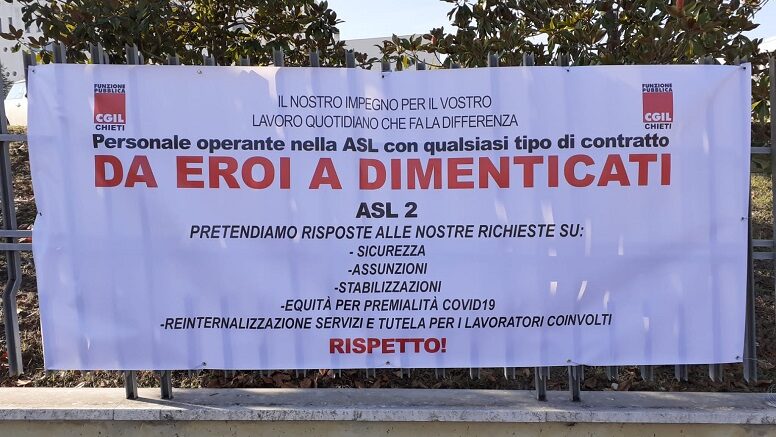 FUNZIONE
PUBBLICA
CGIL
CHIETI
FUNZIONE
PUBBLICA
CGIL
CHIETI
IL NOSTRO IMPEGNO PER IL VOSTRO
LAVORO QUOTIDIANO CHE FA LA DIFFERENZA
Personale operante nella ASL con qualsiasi tipo di contratto
DA EROI A DIMENTICATI
ASL 2
PRETENDIAMO RISPOSTE ALLE NOSTRE RICHIESTE SU:
- SICUREZZA
-ASSUNZIONI
-STABILIZZAZIONI
-EQUITÀ PER PREMIALITÀ COVID19
-REINTERNALIZZAZIONE SERVIZI E TUTELA PER I LAVORATORI COINVOLTI
RISPETTO!